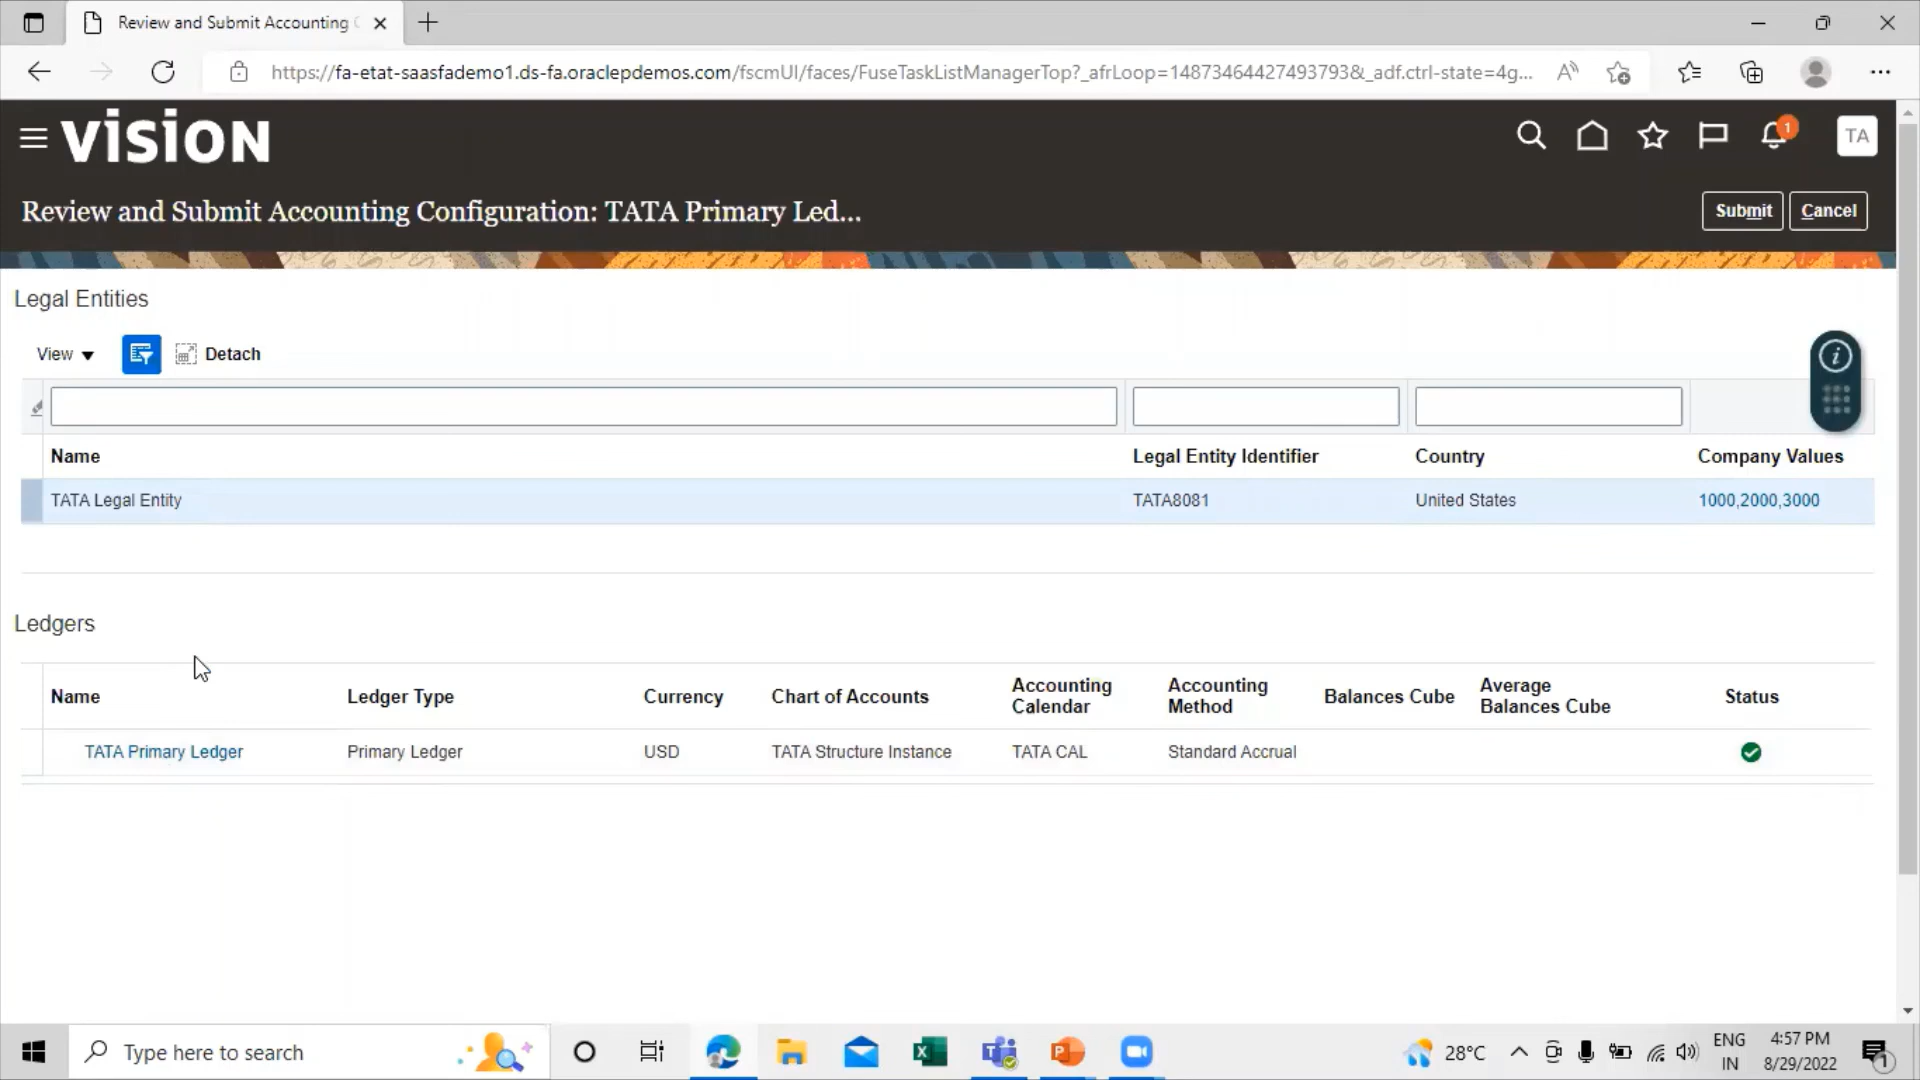 Review and Submit Accounting C
https://fa-etat-saasfademo1.ds-fa.oraclepdemos.com/fscmUI/faces/FuseTaskListManagerTop?_afrLoop=14873464427493793&_adf.ctrl-state=4g...
VISION
1
TA
Review and Submit Accounting Configuration: TATA Primary Led...
Submit Cancel
Legal Entities
View Detach
Name Legal Entity Identifier Country Company Values
TATA Legal Entity TATA8081 United States 1000,2000,3000
Ledgers
Name Ledger Type Currency Chart of Accounts Accounting Calendar Accounting Method Balances Cube Average Balances Cube Status
TATA Primary Ledger Primary Ledger USD TATA Structure Instance TATA CAL Standard Accrual
Type here to search
28°C
ENG
IN
4:57 PM
8/29/2022
1